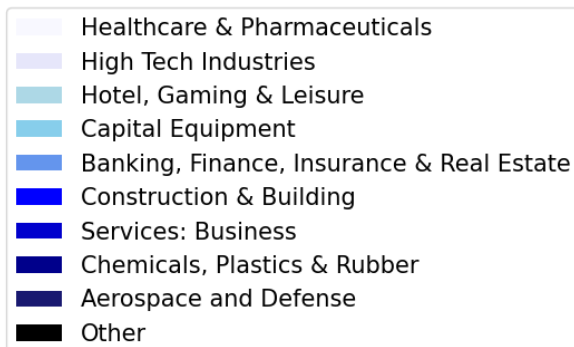 Healthcare & Pharmaceuticals
High Tech Industries
Hotel, Gaming & Leisure
Capital Equipment
Banking, Finance, Insurance & Real Estate
Construction & Building
Services: Business
Chemicals, Plastics & Rubber
Aerospace and Defense
Other